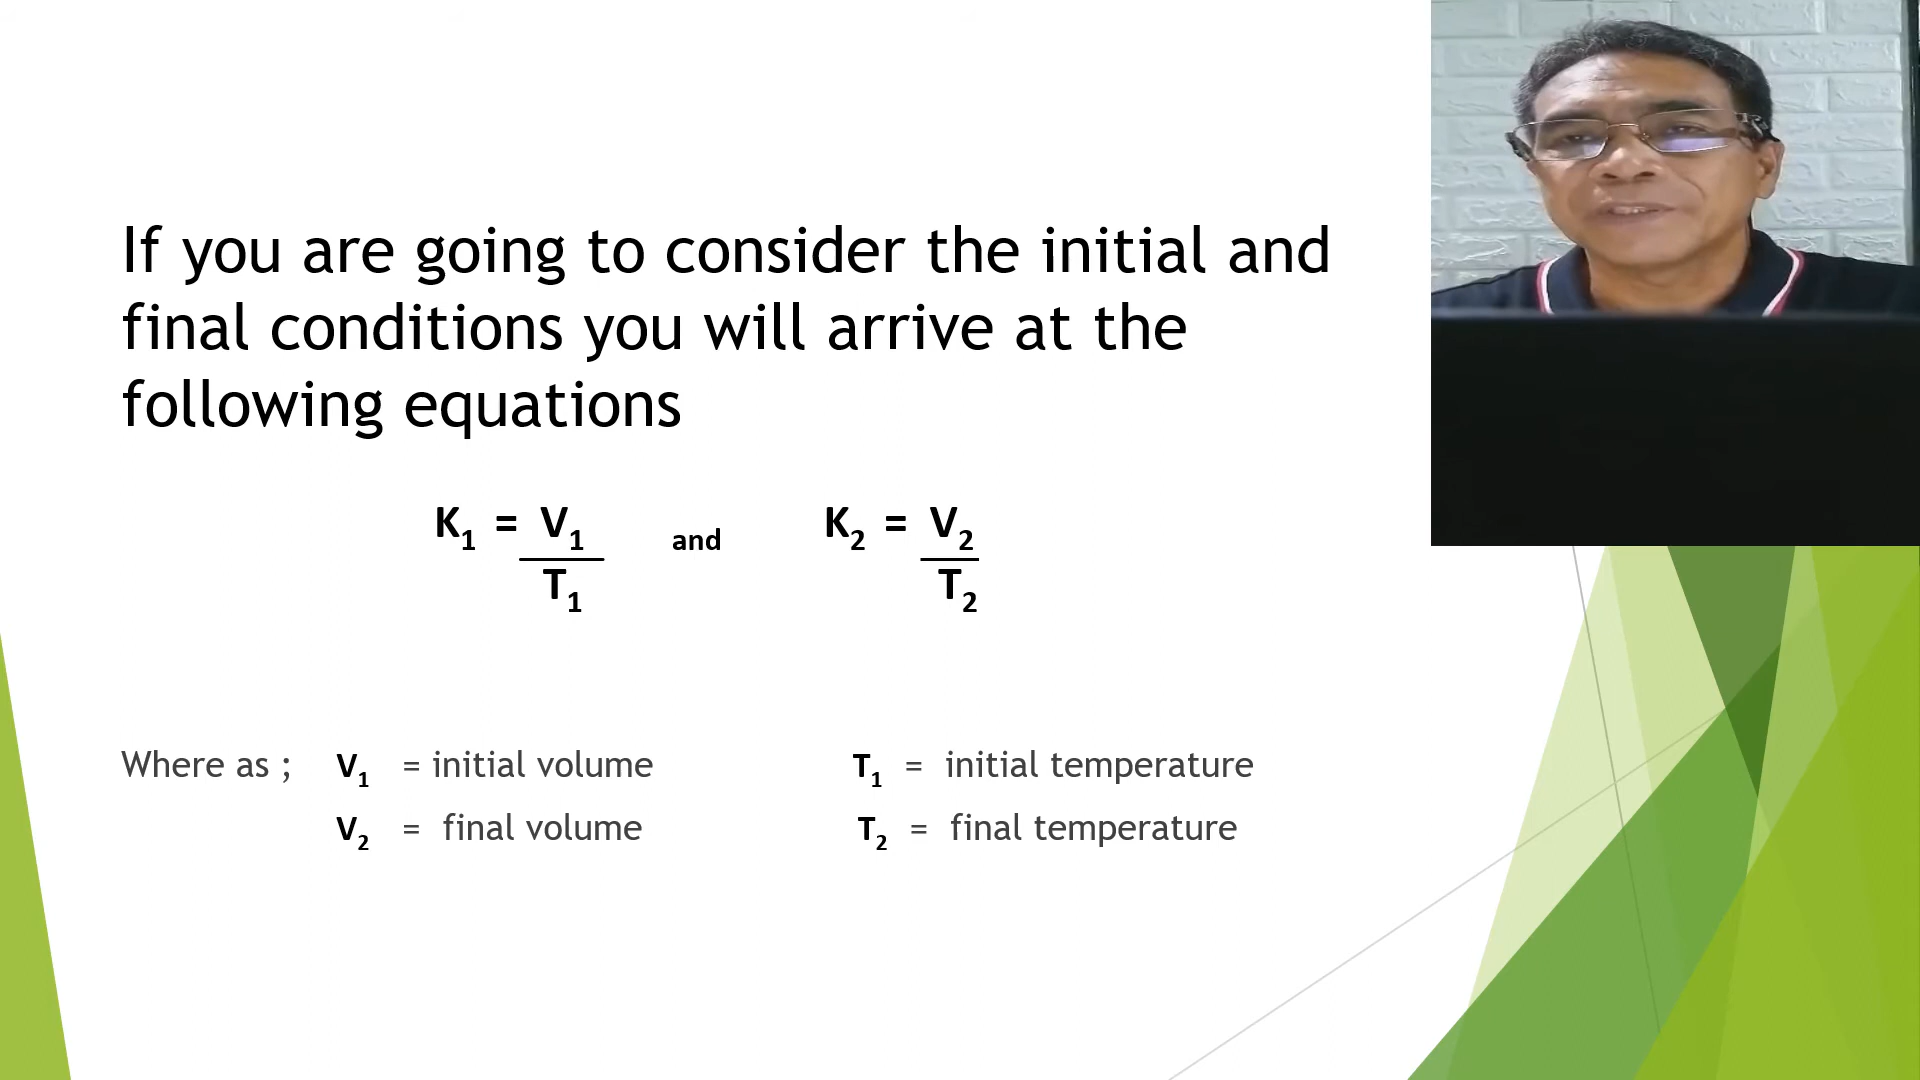 If you are going to consider the initial and
final conditions you will arrive at the
following equations
K₁ = V₁ and K₂ = V₂
T₁ T₂
Where as ; V₁ = initial volume T₁ = initial temperature
V₂ = final volume T₂ = final temperature